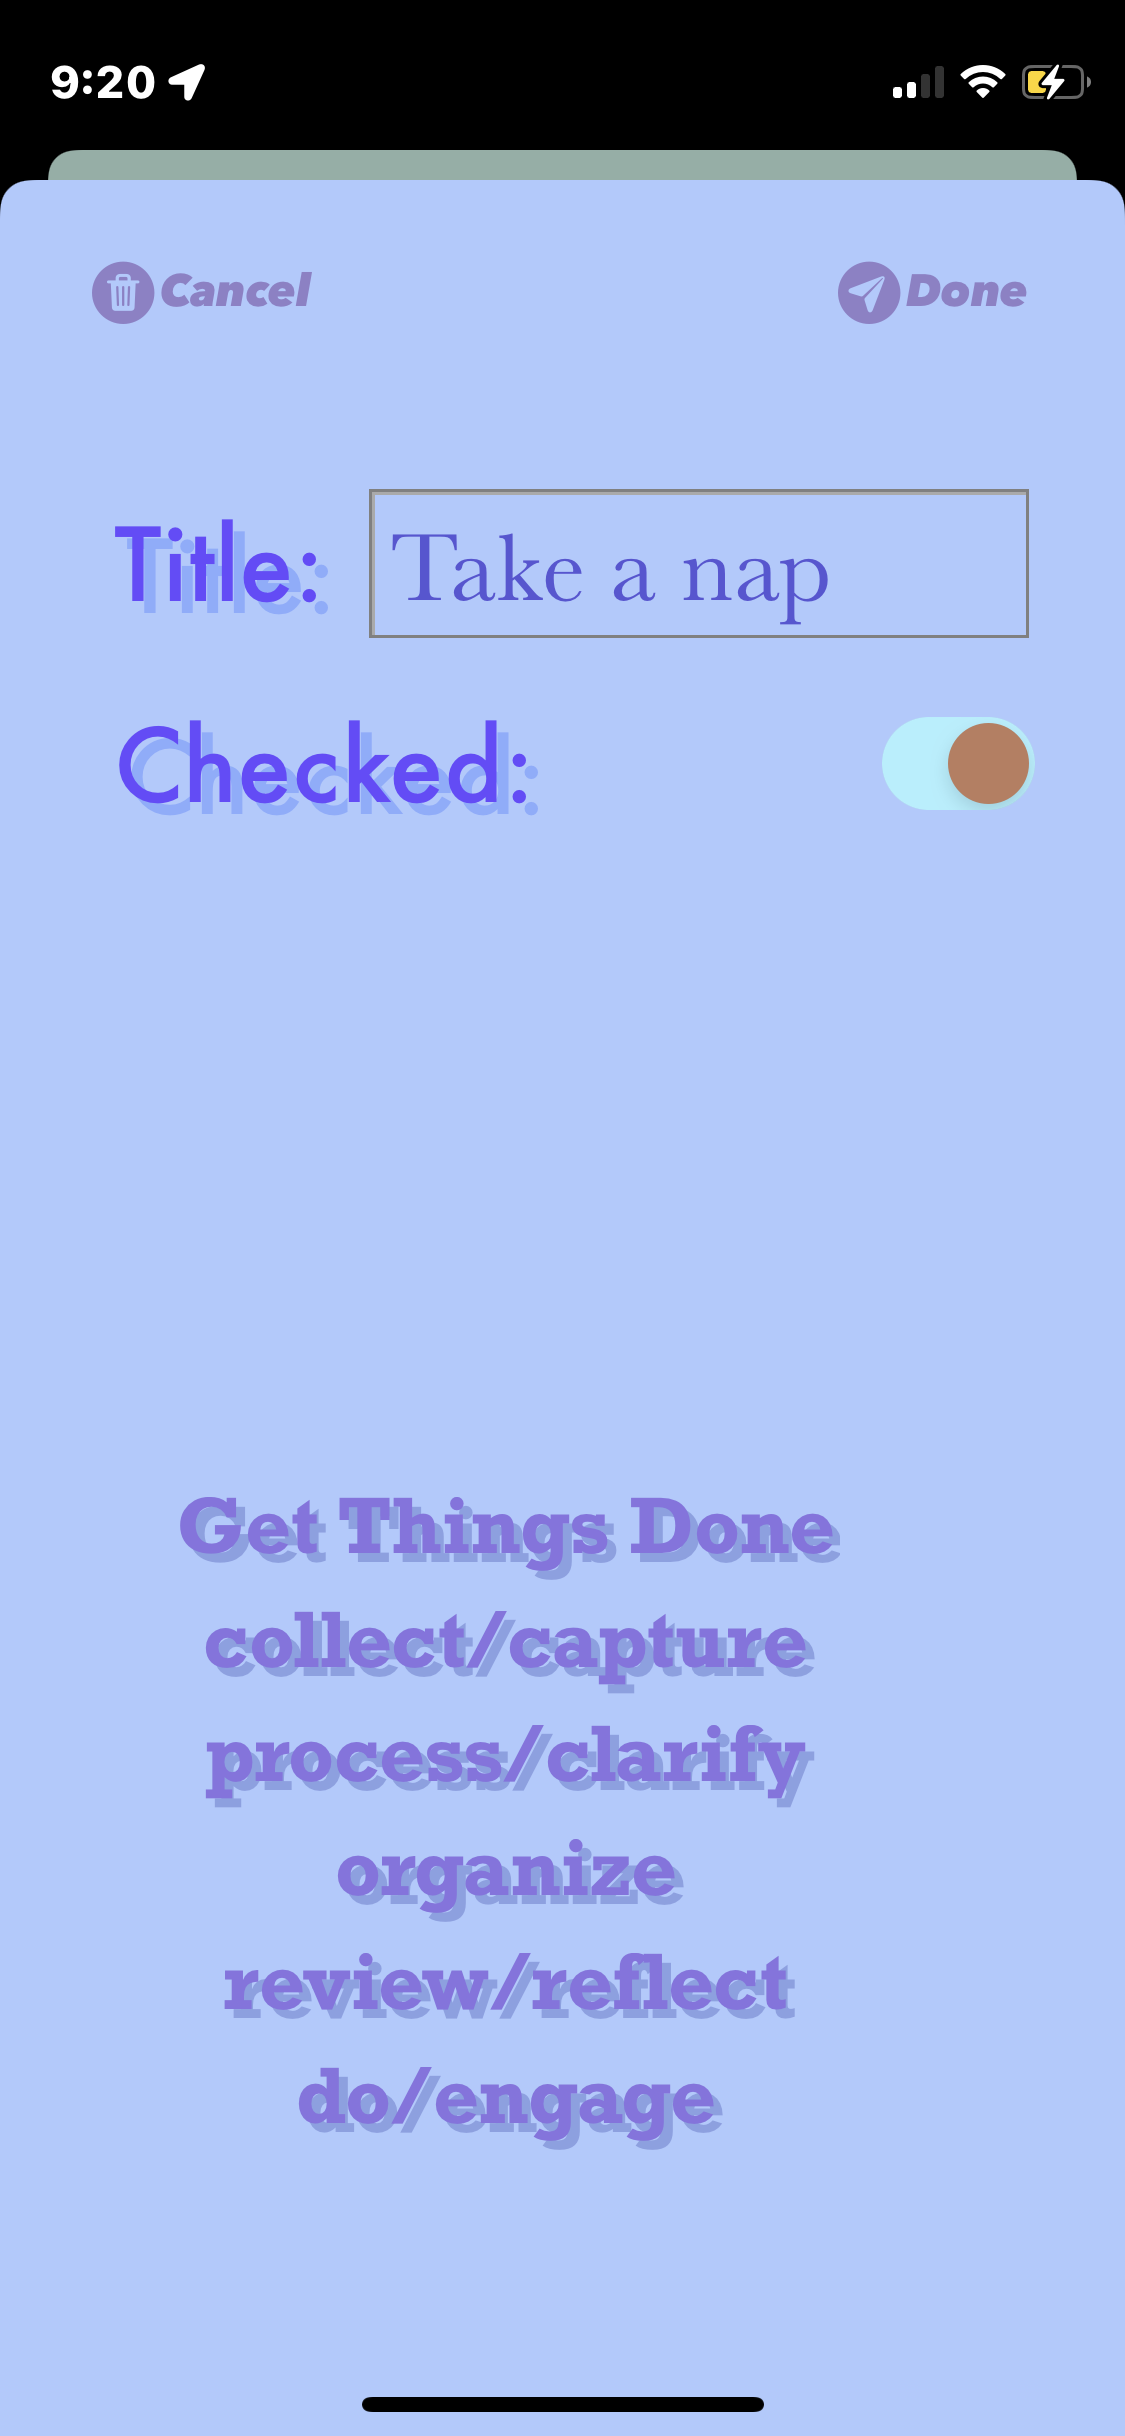 9:20
Cancel Done
Title: Take a nap
Checked:
Get Things Done
collect/capture
process/clarify
organize
review/reflect
do/engage